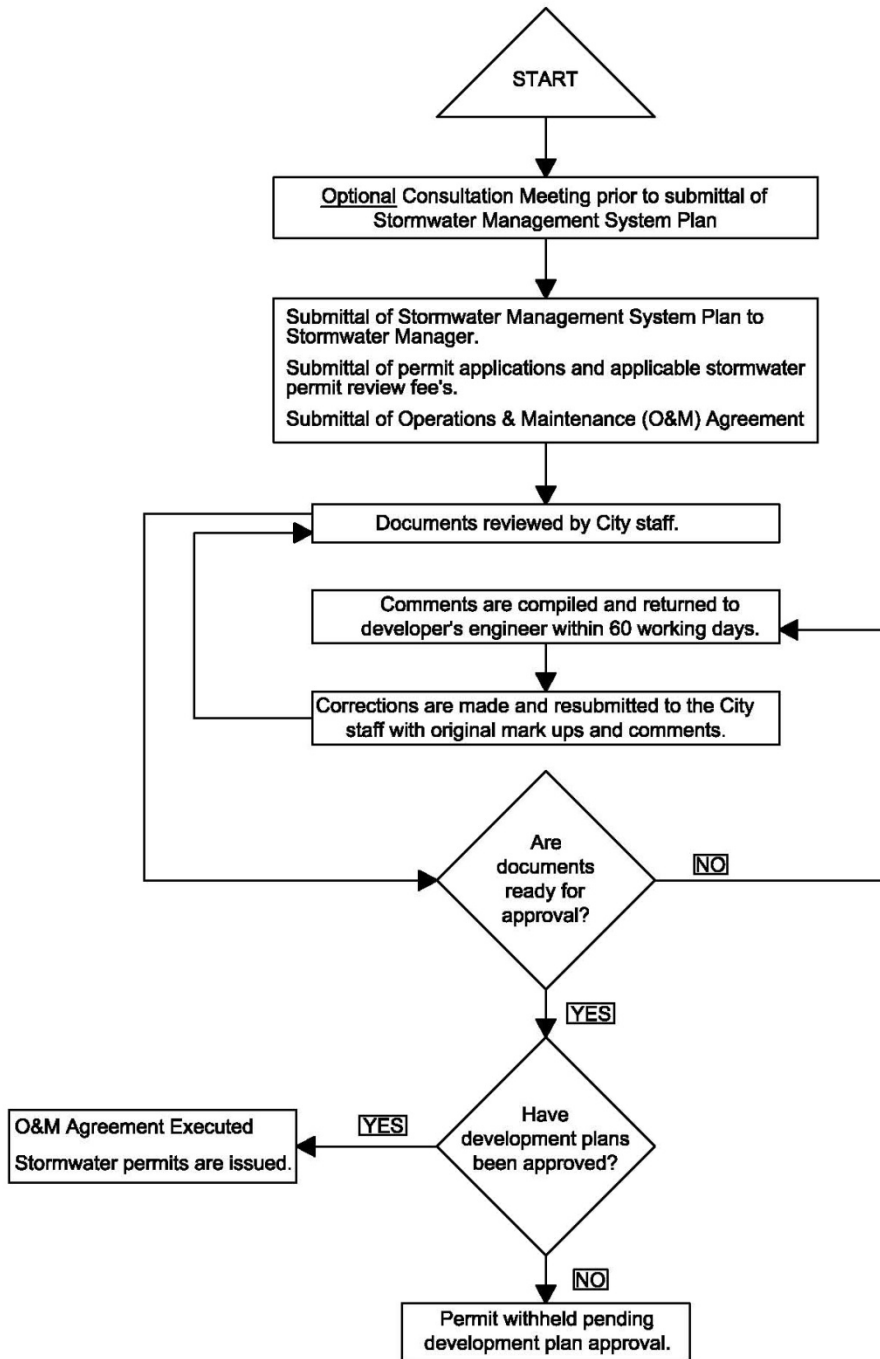 START
Optional Consultation Meeting prior to submittal of
Stormwater Management System Plan
Submittal of Stormwater Management System Plan to
Stormwater Manager.
Submittal of permit applications and applicable stormwater
permit review fee's.
Submittal of Operations & Maintenance (O&M) Agreement
Documents reviewed by City staff.
Comments are compiled and returned to
developer's engineer within 60 working days.
Corrections are made and resubmitted to the City
staff with original mark ups and comments.
Are
documents
ready for
approval?
NO
YES
Have
development plans
been approved?
YES
O&M Agreement Executed
Stormwater permits are issued.
NO
Permit withheld pending
development plan approval.